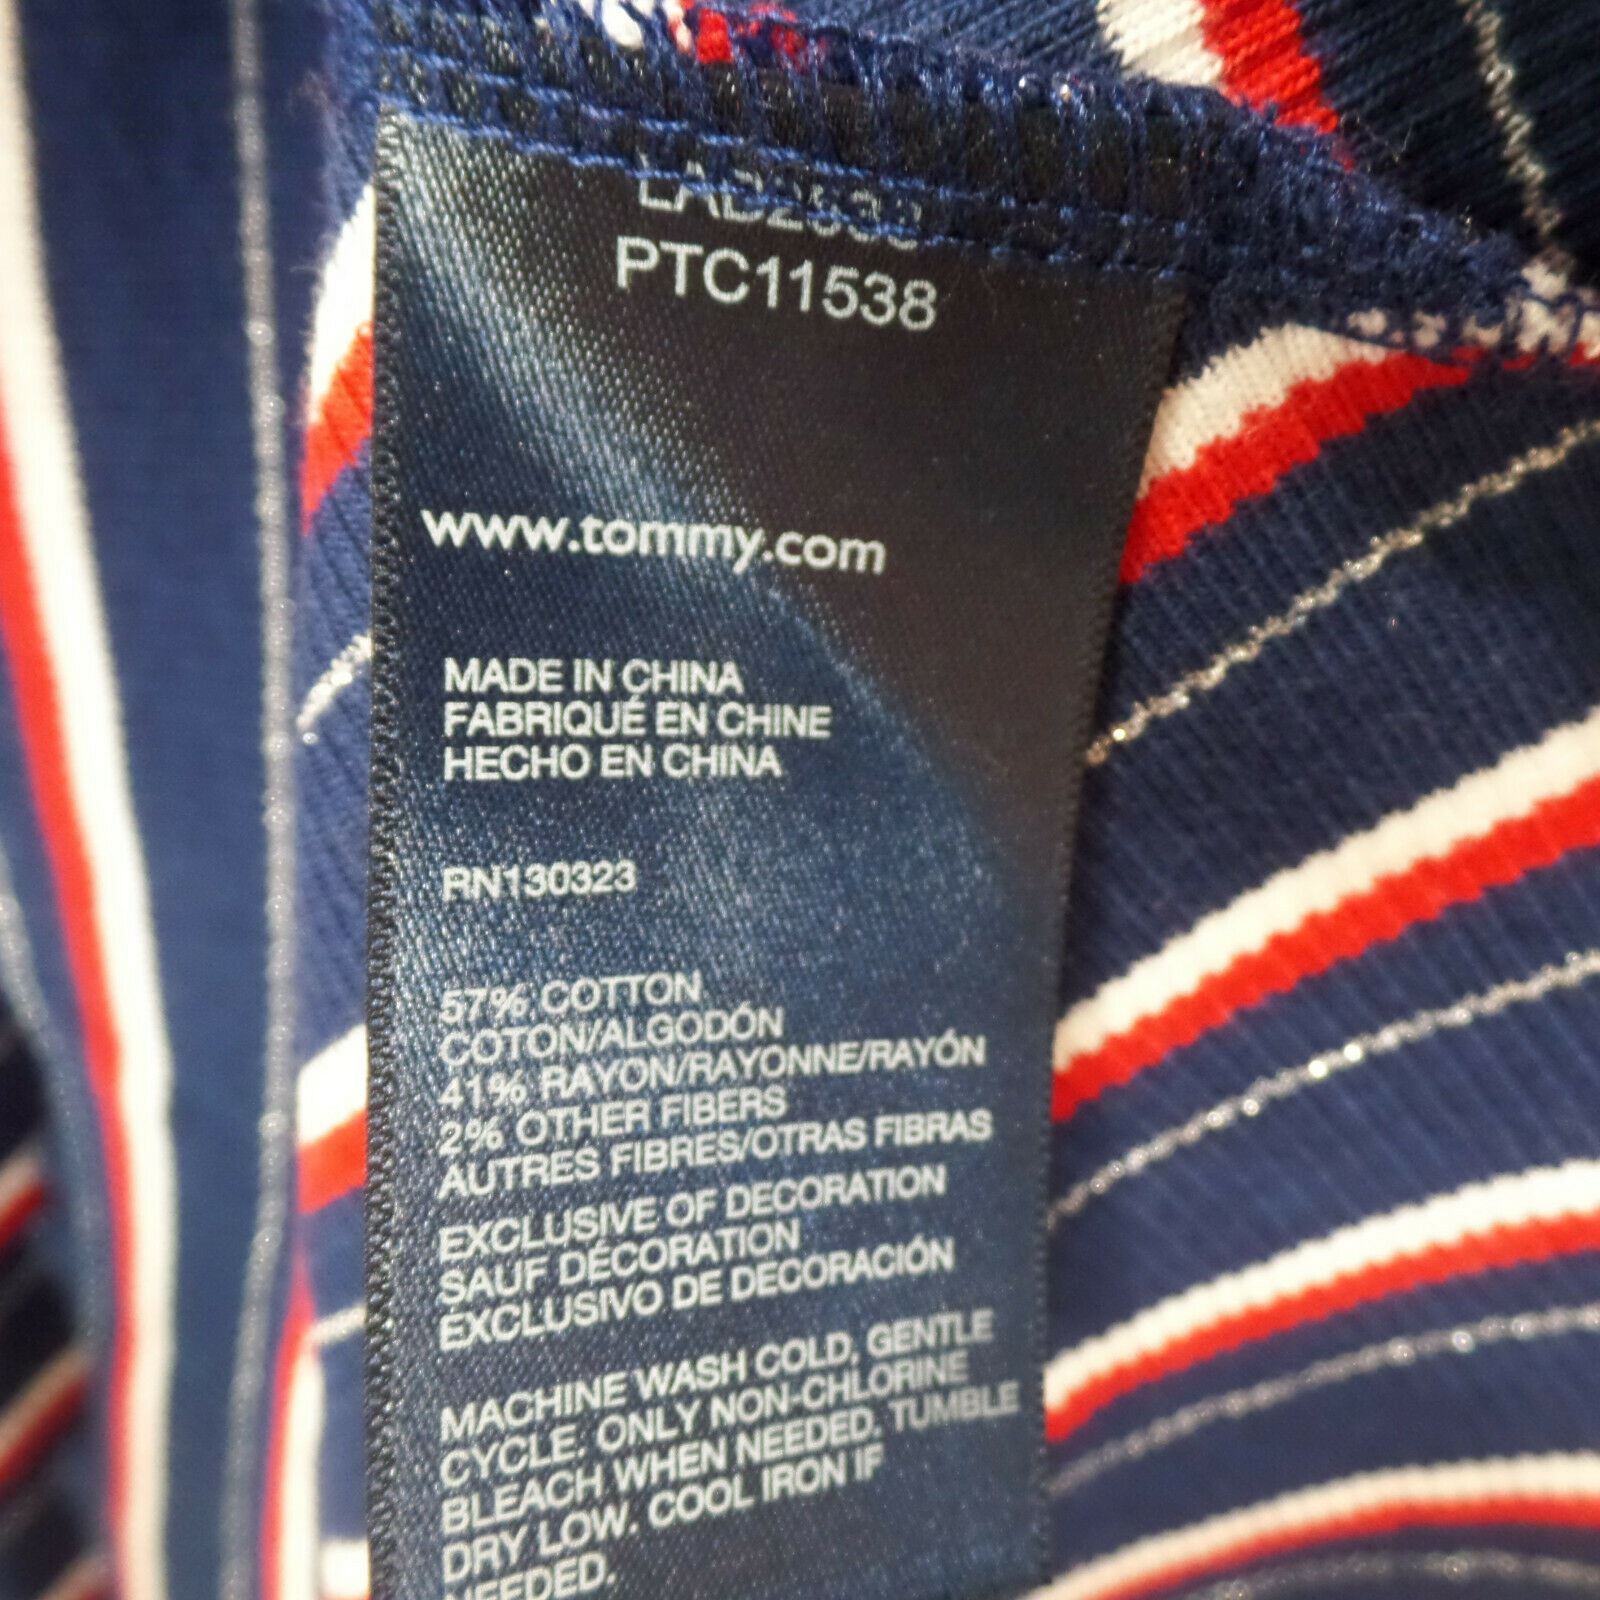 PTC11538
www.tommy.com
MADE IN CHINA
FABRIQUÉ EN CHINE
HECHO EN CHINA
RN130323
57% COTTON
COTON/ALGODÓN
41% RAYON/RAYONNE/RAYÓN
2% OTHER FIBERS
AUTRES FIBRES/OTRAS FIBRAS
EXCLUSIVE OF DECORATION
SAUF DÉCORATION
EXCLUSIVO DE DECORACIÓN
MACHINE WASH COLD, GENTLE
CYCLE. ONLY NON-CHLORINE
BLEACH WHEN NEEDED. TUMBLE
DRY LOW. COOL IRON IF
NEEDED.